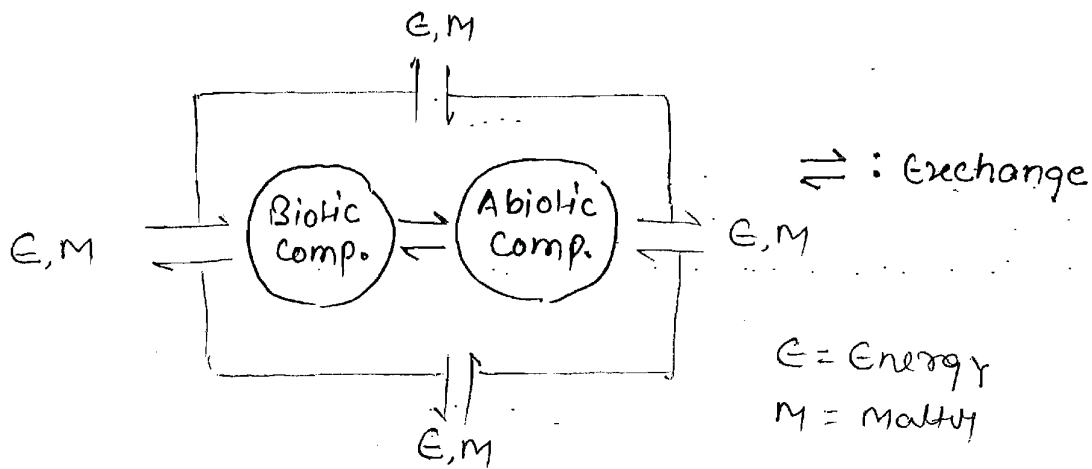 E, M
⇌ : Exchange
Biotic
Comp.
Abiotic
Comp.
E, M
E, M
E = Energy
M = Matter
E, M